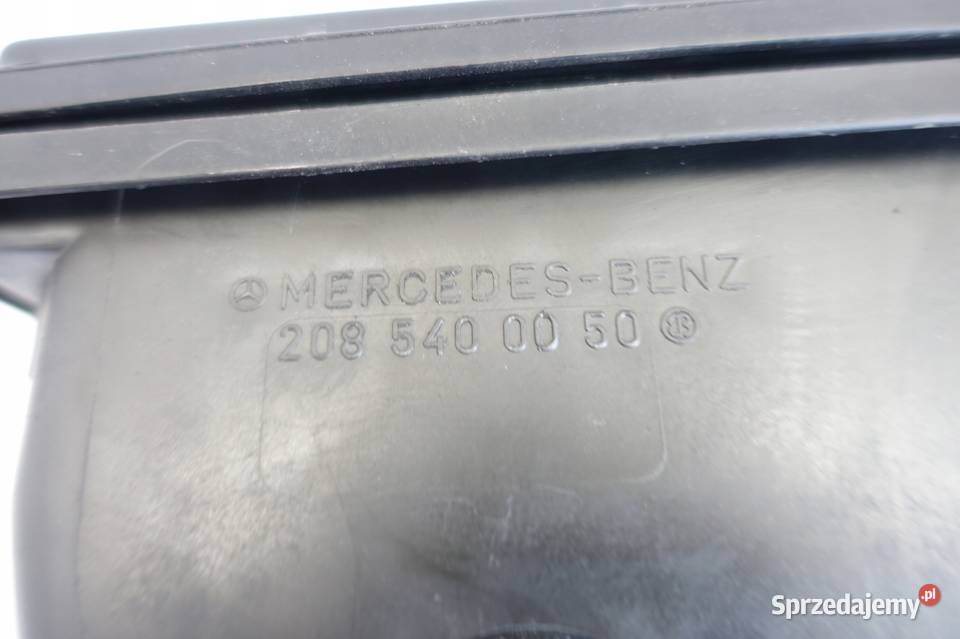 MERCEDES-BENZ
208 540 00 50
Sprzedajemy.pl